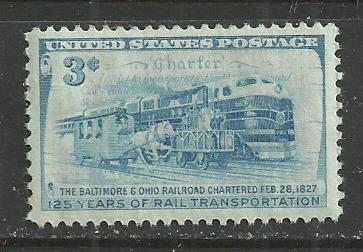 UNITED STATES POSTAGE
3¢
Charter
THE BALTIMORE & OHIO RAILROAD CHARTERED FEB. 28, 1827
125 YEARS OF RAIL TRANSPORTATION